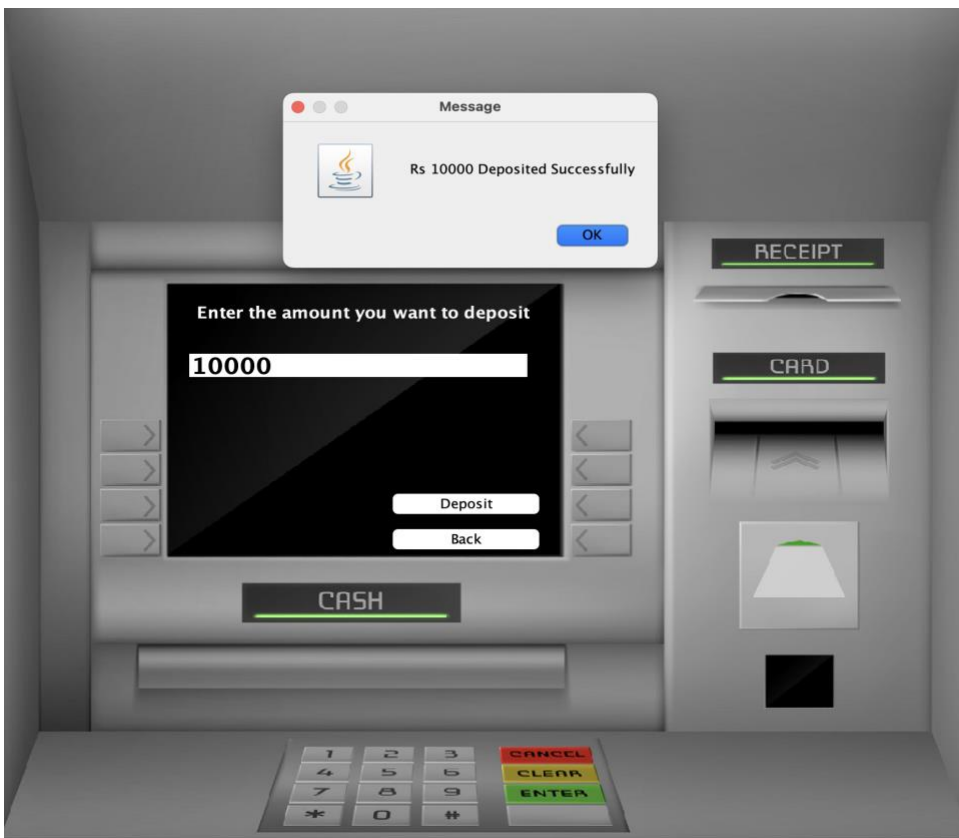 Message
Rs 10000 Deposited Successfully
OK
RECEIPT
Enter the amount you want to deposit
10000
CARD
Deposit
Back
CASH
1 2 3 CANCEL
4 5 6 CLEAR
7 8 9 ENTER
* 0 #